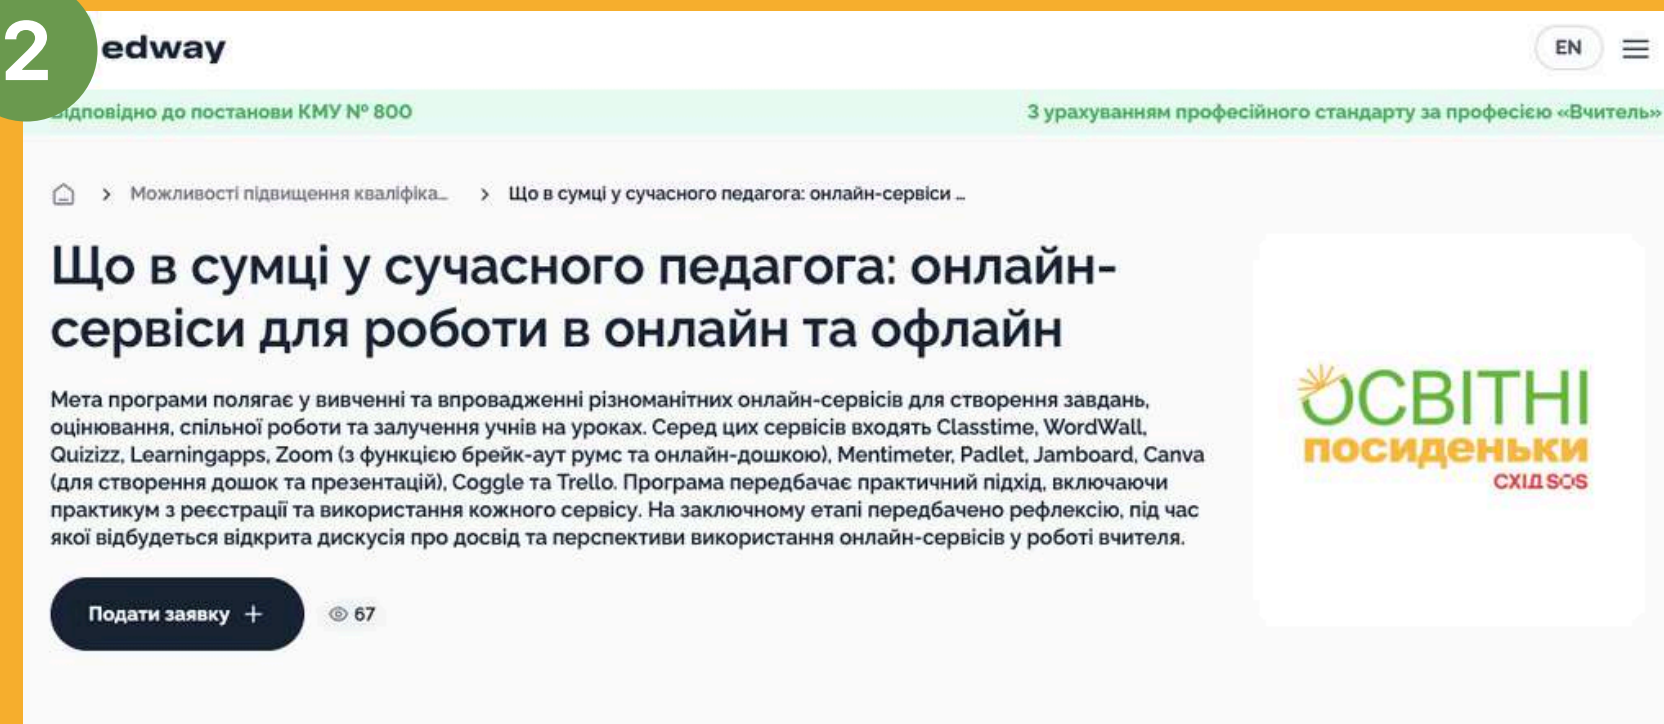 2
edway
EN
ідповідно до постанови КМУ № 800
З урахуванням професійного стандарту за професією «Вчитель»
Можливості підвищення кваліфіка...
Що в сумці у сучасного педагога: онлайн-сервіси ...
Що в сумці у сучасного педагога: онлайн-
сервіси для роботи в онлайн та офлайн
Мета програми полягає у вивченні та впровадженні різноманітних онлайн-сервісів для створення завдань,
оцінювання, спільної роботи та залучення учнів на уроках. Серед цих сервісів входять Classtime, WordWall,
Quizizz, Learningapps, Zoom (з функцією брейк-аут румс та онлайн-дошкою), Mentimeter, Padlet, Jamboard, Canva
(для створення дошок та презентацій), Coggle та Trello. Програма передбачає практичний підхід, включаючи
практикум з реєстрації та використання кожного сервісу. На заключному етапі передбачено рефлексію, під час
якої відбудеться відкрита дискусія про досвід та перспективи використання онлайн-сервісів у роботі вчителя.
Подати заявку
67
ОСВІТНІ
ПОСИДЕНЬКИ
СХІД SOS